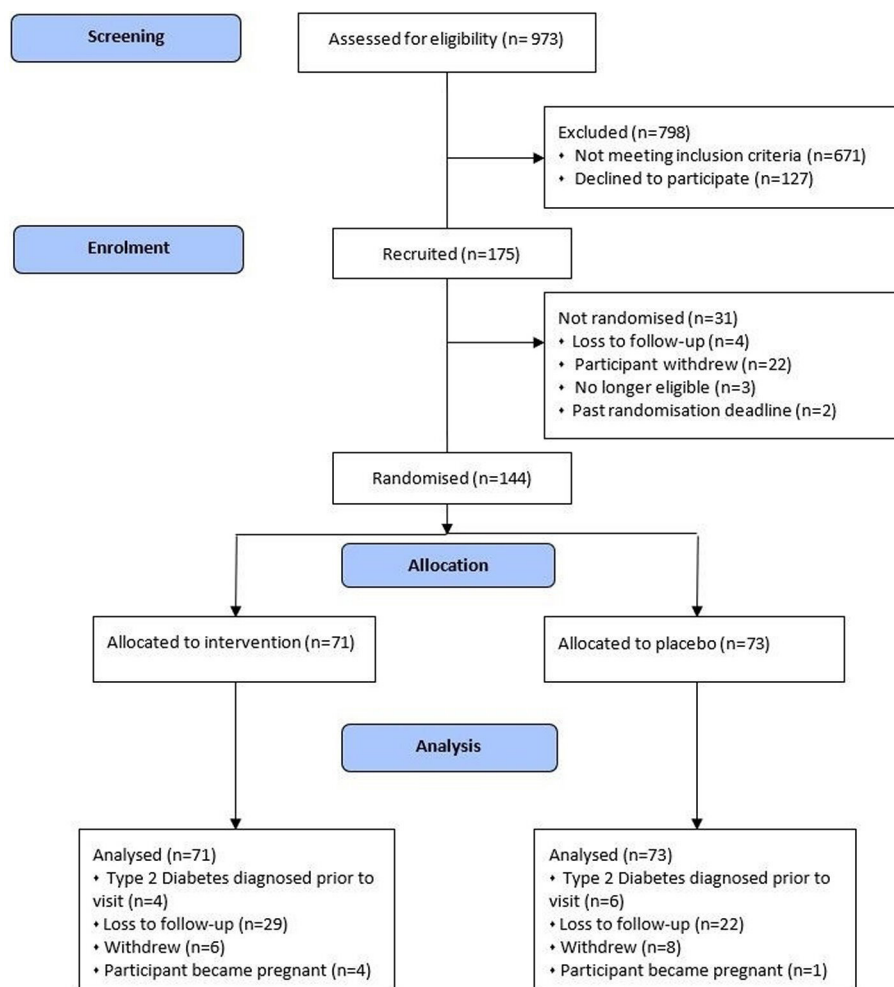 Screening
Assessed for eligibility (n= 973)
Excluded (n=798)
⬩ Not meeting inclusion criteria (n=671)
⬩ Declined to participate (n=127)
Enrolment
Recruited (n=175)
Not randomised (n=31)
⬩ Loss to follow-up (n=4)
⬩ Participant withdrew (n=22)
⬩ No longer eligible (n=3)
⬩ Past randomisation deadline (n=2)
Randomised (n=144)
Allocation
Allocated to intervention (n=71)
Allocated to placebo (n=73)
Analysis
Analysed (n=71)
⬩ Type 2 Diabetes diagnosed prior to
visit (n=4)
⬩ Loss to follow-up (n=29)
⬩ Withdrew (n=6)
⬩ Participant became pregnant (n=4)
Analysed (n=73)
⬩ Type 2 Diabetes diagnosed prior to
visit (n=6)
⬩ Loss to follow-up (n=22)
⬩ Withdrew (n=8)
⬩ Participant became pregnant (n=1)